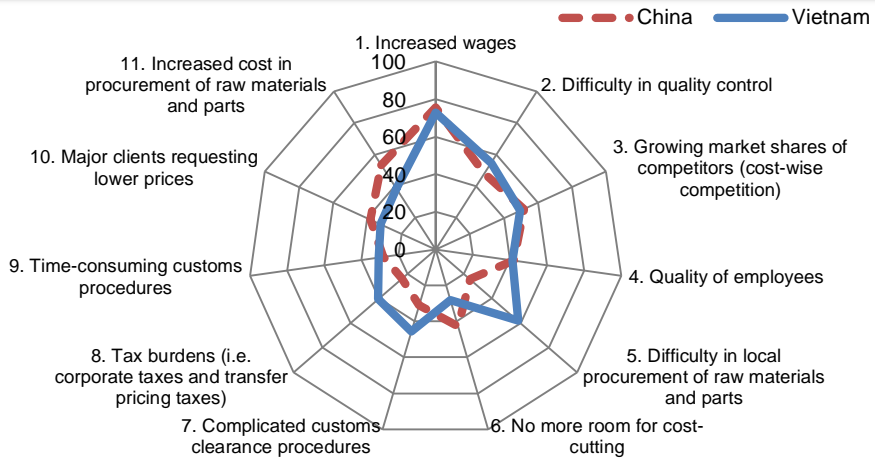 China
Vietnam
1. Increased wages
2. Difficulty in quality control
3. Growing market shares of
competitors (cost-wise
competition)
4. Quality of employees
5. Difficulty in local
procurement of raw materials
and parts
6. No more room for cost-
cutting
7. Complicated customs
clearance procedures
8. Tax burdens (i.e.
corporate taxes and transfer
pricing taxes)
9. Time-consuming customs
procedures
10. Major clients requesting
lower prices
11. Increased cost in
procurement of raw materials
and parts
100
80
60
40
20
0